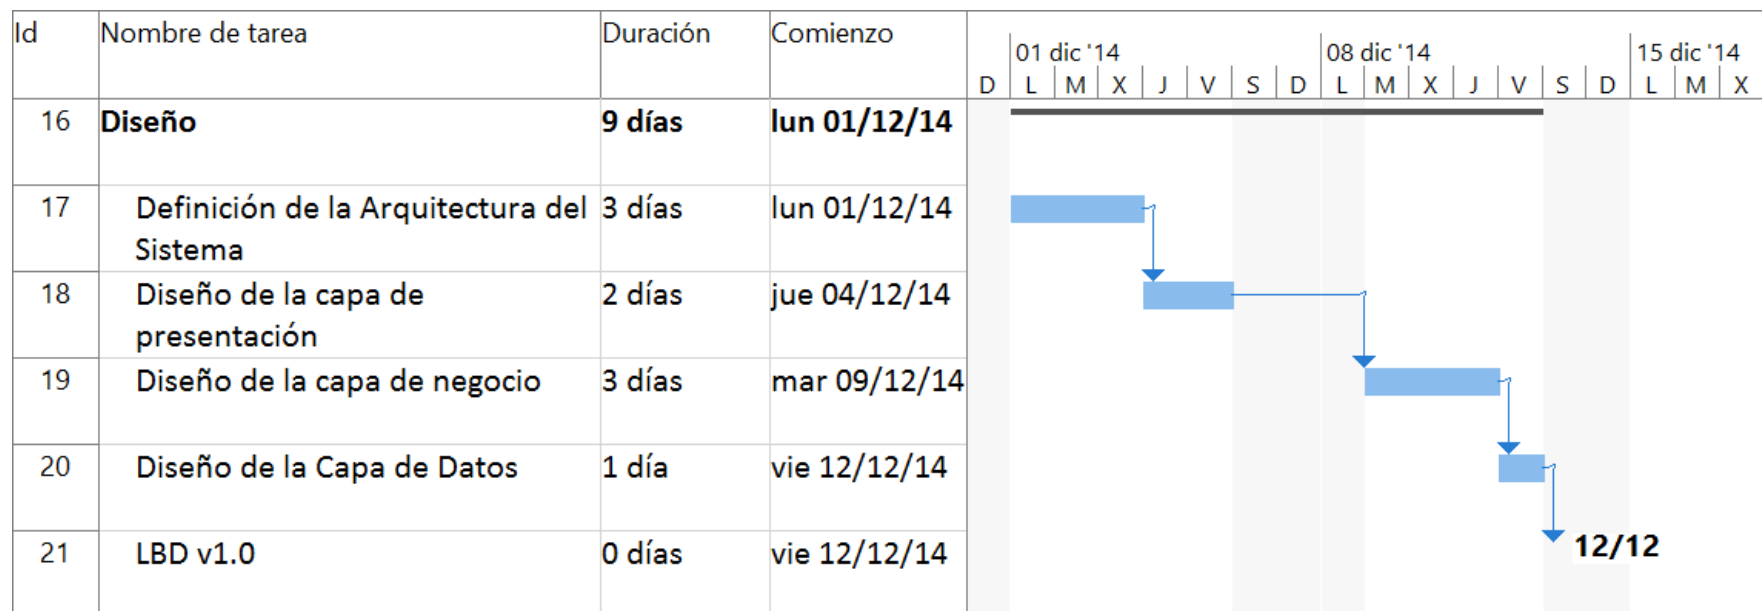 Id Nombre de tarea Duración Comienzo
01 dic '14 08 dic '14 15 dic '14
D L M X J V S D L M X J V S D L M X
16 Diseño 9 días lun 01/12/14
17 Definición de la Arquitectura del 3 días lun 01/12/14
Sistema
18 Diseño de la capa de 2 días jue 04/12/14
presentación
19 Diseño de la capa de negocio 3 días mar 09/12/14
20 Diseño de la Capa de Datos 1 día vie 12/12/14
21 LBD v1.0 0 días vie 12/12/14 12/12